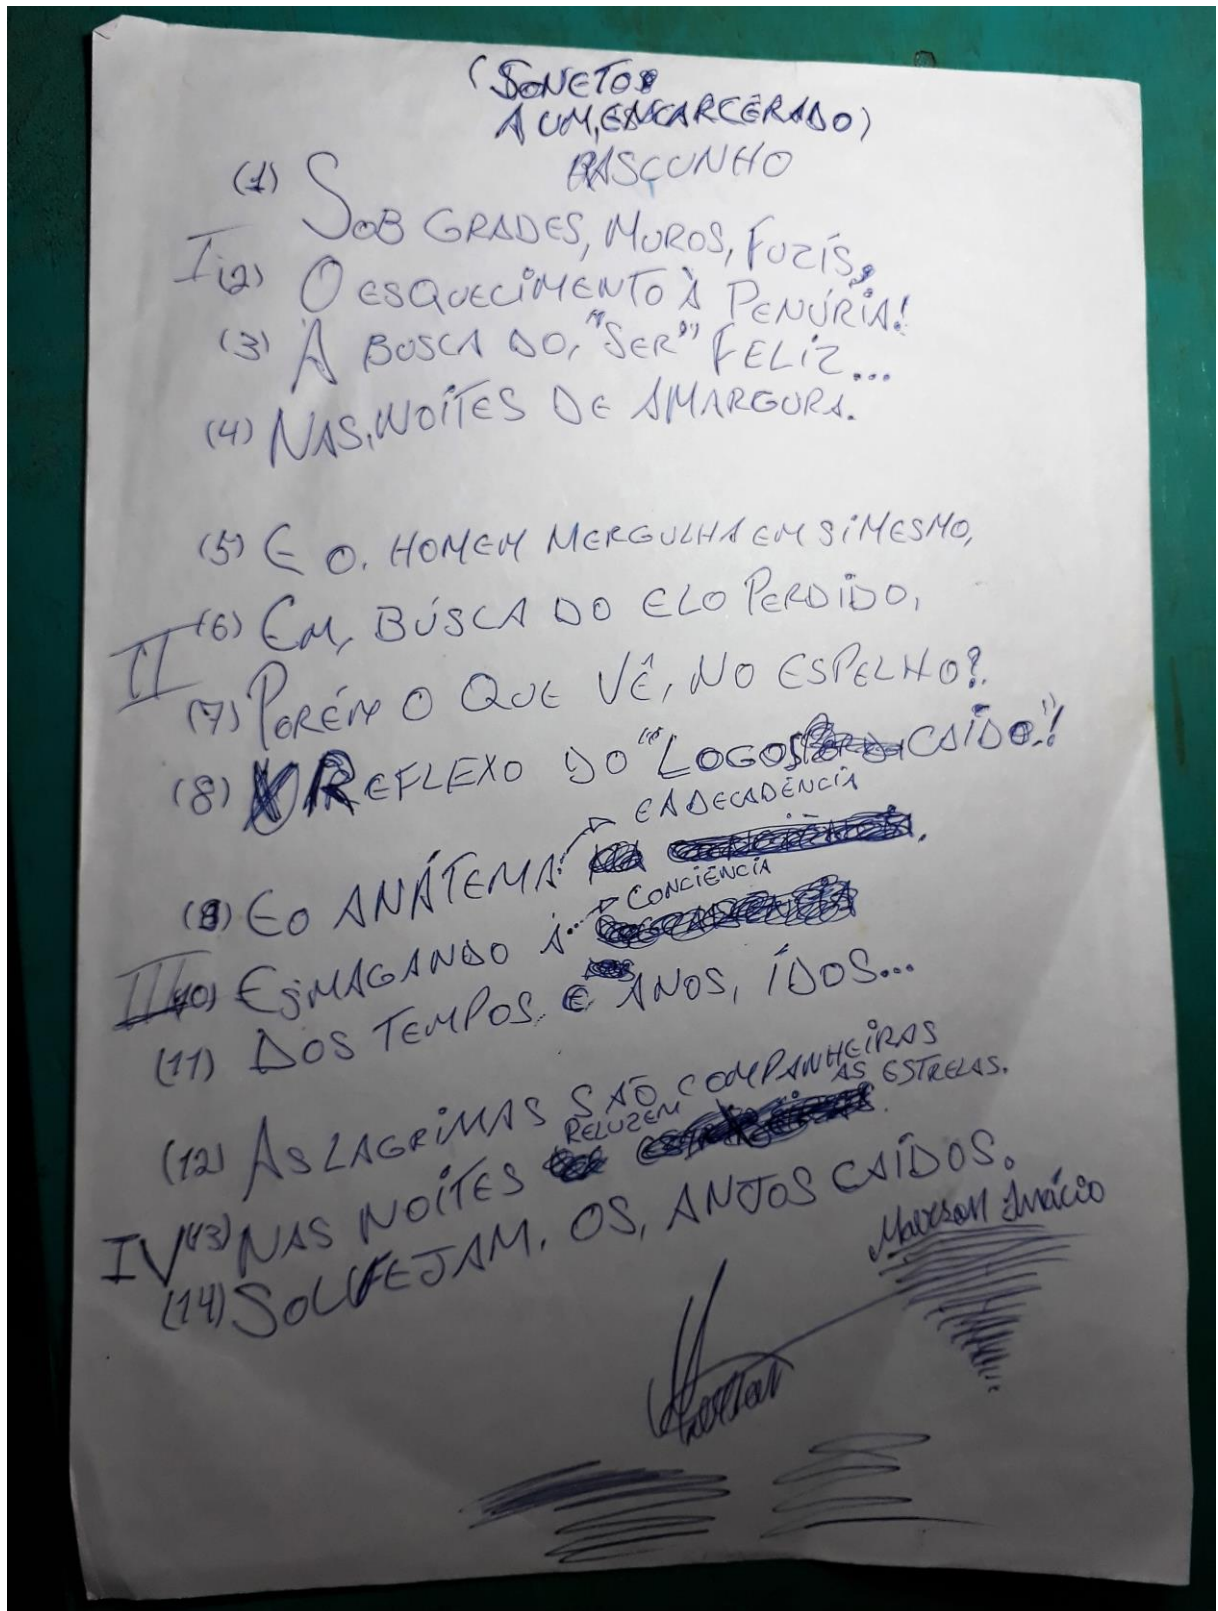 (SONETO
A UM, ENCARCERADO)
RASCUNHO
(1) SOB GRADES, MUROS, FUZÍS,
I (2) O ESQUECIMENTO À PENÚRIA!
(3) A BUSCA DO, "SER" FELIZ...
(4) NAS, NOITES DE AMARGURA.
(5) E O, HOMEM MERGULHA EM SI MESMO,
(6) EM, BÚSCA DO ELO PERDIDO,
II
(7) PORÉM O QUE VÊ, NO ESPELHO?
(8) REFLEXO DO "LOGOS CAÍDO"!
E A DECADÊNCIA
(9) E O ANÁTEMA
CONCIÊNCIA
III (10) ESMAGANDO A
(11) DOS TEMPOS, E ANOS, ÍDOS...
(12) AS LAGRIMAS SÃO COMPANHEIRAS
RELUZEM AS ESTRELAS.
IV (13) NAS NOITES
(14) SOLFEJAM, OS, ANJOS CAÍDOS.
Inácio